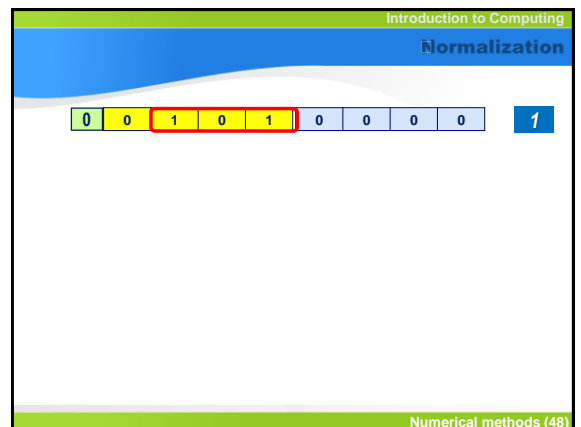 Introduction to Computing
Normalization
0 0 1 0 1 0 0 0 0 1
Numerical methods (48)